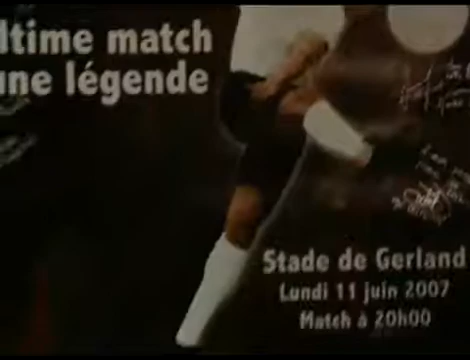 ltime match
une légende
Stade de Gerland
Lundi 11 juin 2007
Match à 20h00